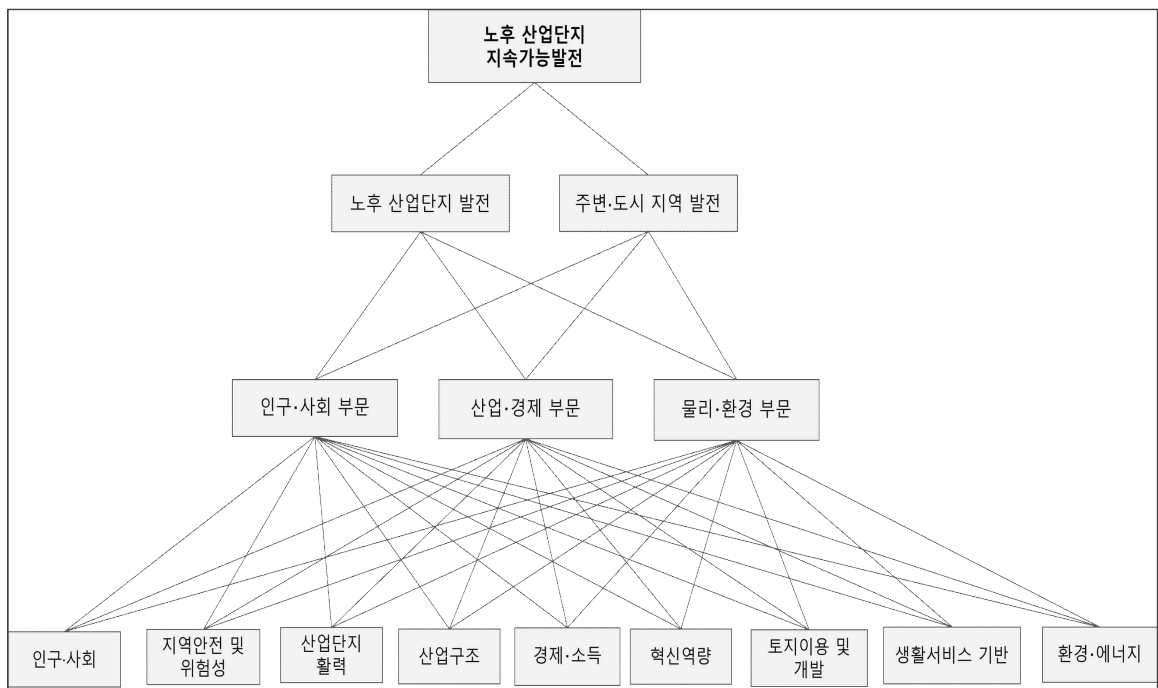 노후 산업단지
지속가능발전
노후 산업단지 발전
주변·도시 지역 발전
인구·사회 부문
산업·경제 부문
물리·환경 부문
인구·사회
지역안전 및
위험성
산업단지
활력
산업구조
경제·소득
혁신역량
토지이용 및
개발
생활서비스 기반
환경·에너지